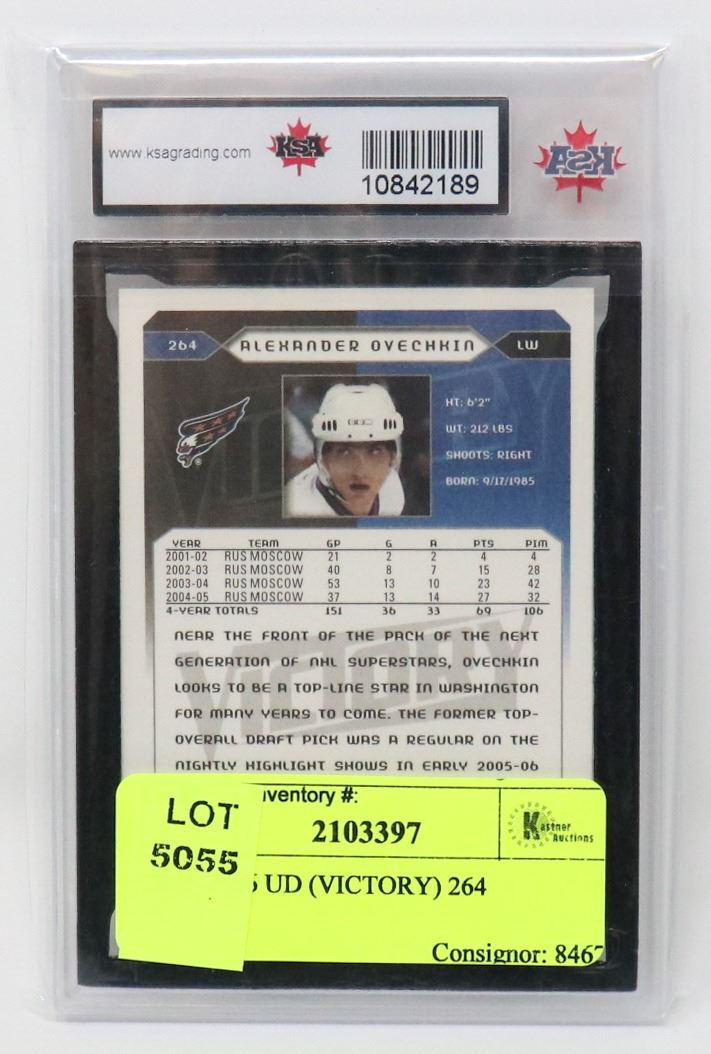 www.ksagrading.com
KSA
10842189
KSA
264
ALEXANDER OVECHKIN
LW
HT: 6'2"
WT: 212 LBS
SHOOTS: RIGHT
BORN: 9/17/1985
YEAR TEAM GP G A PTS PIM
2001-02 RUS MOSCOW 21 2 2 4 4
2002-03 RUS MOSCOW 40 8 7 15 28
2003-04 RUS MOSCOW 53 13 10 23 42
2004-05 RUS MOSCOW 37 13 14 27 32
4-YEAR TOTALS 151 36 33 69 106
VICTORY
NEAR THE FRONT OF THE PACK OF THE NEXT
GENERATION OF NHL SUPERSTARS, OVECHKIN
LOOKS TO BE A TOP-LINE STAR IN WASHINGTON
FOR MANY YEARS TO COME. THE FORMER TOP-
OVERALL DRAFT PICK WAS A REGULAR ON THE
NIGHTLY HIGHLIGHT SHOWS IN EARLY 2005-06
LOT
5055
nventory #:
2103397
Kastner
Auctions
UD (VICTORY) 264
Consignor: 8467